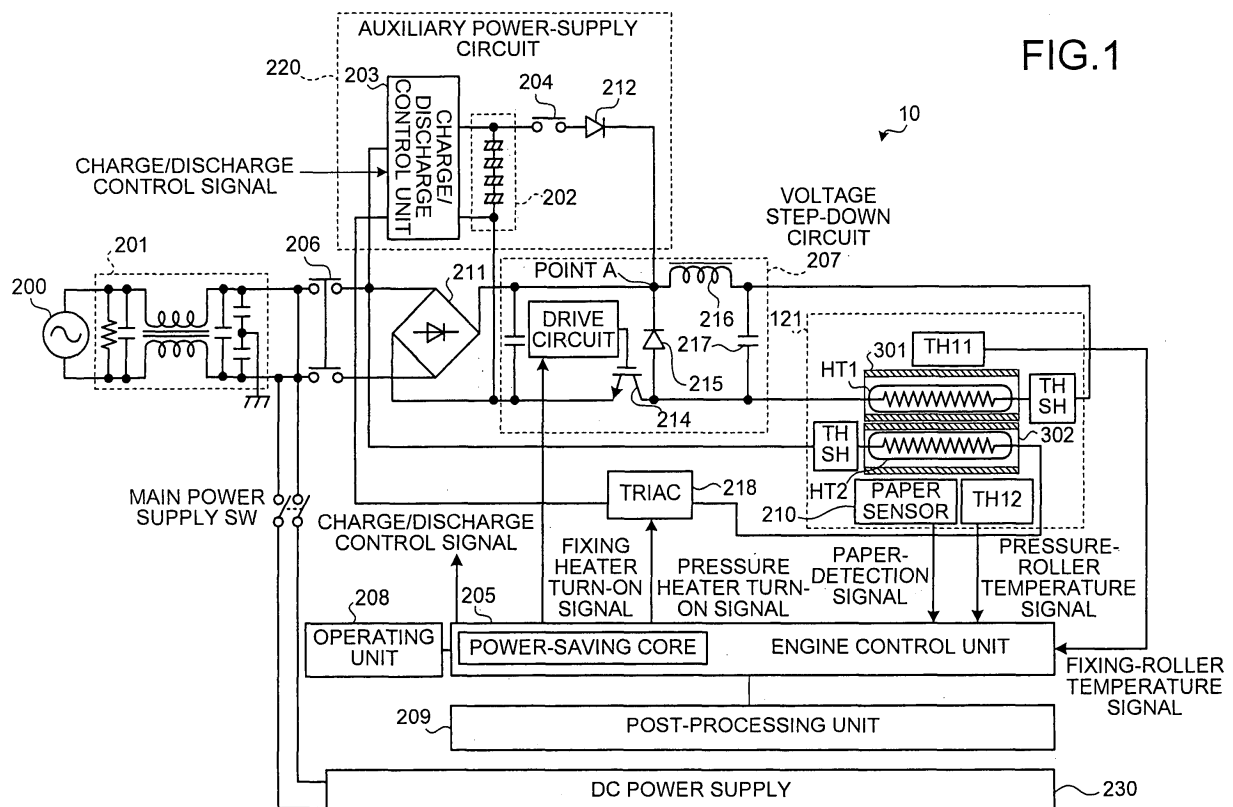 AUXILIARY POWER-SUPPLY
CIRCUIT
FIG.1
220
203
204
212
10
CHARGE/
DISCHARGE
CONTROL UNIT
CHARGE/DISCHARGE
CONTROL SIGNAL
202
VOLTAGE
STEP-DOWN
CIRCUIT
201
206
211
POINT A
207
200
DRIVE
CIRCUIT
216
217
121
215
214
301
TH11
HT1
TH
SH
TH
SH
302
HT2
218
TRIAC
210
PAPER
SENSOR
TH12
MAIN POWER
SUPPLY SW
CHARGE/DISCHARGE
CONTROL SIGNAL
FIXING
HEATER
TURN-ON
SIGNAL
PRESSURE
HEATER TURN-
ON SIGNAL
PAPER-
DETECTION
SIGNAL
PRESSURE-
ROLLER
TEMPERATURE
SIGNAL
208
205
OPERATING
UNIT
POWER-SAVING CORE
ENGINE CONTROL UNIT
FIXING-ROLLER
TEMPERATURE
SIGNAL
209
POST-PROCESSING UNIT
DC POWER SUPPLY
230